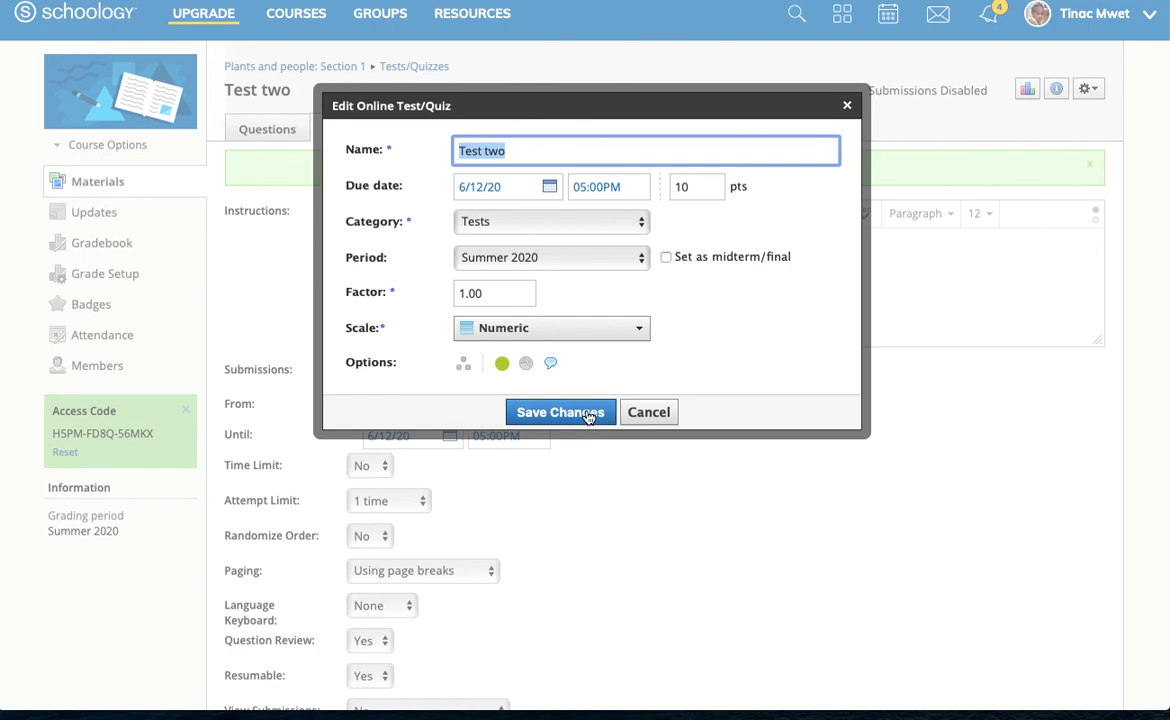 schoology
UPGRADE
COURSES
GROUPS
RESOURCES
4
Tinac Mwet
Plants and people: Section 1 ▸ Tests/Quizzes
Test two
Submissions Disabled
Questions
Course Options
Materials
Updates
Gradebook
Grade Setup
Badges
Attendance
Members
Access Code
H5PM-FD8Q-56MKX
Reset
Information
Grading period
Summer 2020
Edit Online Test/Quiz
Name: *
Test two
Due date:
6/12/20
05:00PM
10
pts
Category: *
Tests
Period:
Summer 2020
Set as midterm/final
Factor: *
1.00
Scale:*
Numeric
Options:
Save Changes
Cancel
Instructions:
Paragraph
12
Submissions:
From:
Until:
6/12/20
05:00PM
Time Limit:
No
Attempt Limit:
1 time
Randomize Order:
No
Paging:
Using page breaks
Language
Keyboard:
None
Question Review:
Yes
Resumable:
Yes
View Submissions:
No